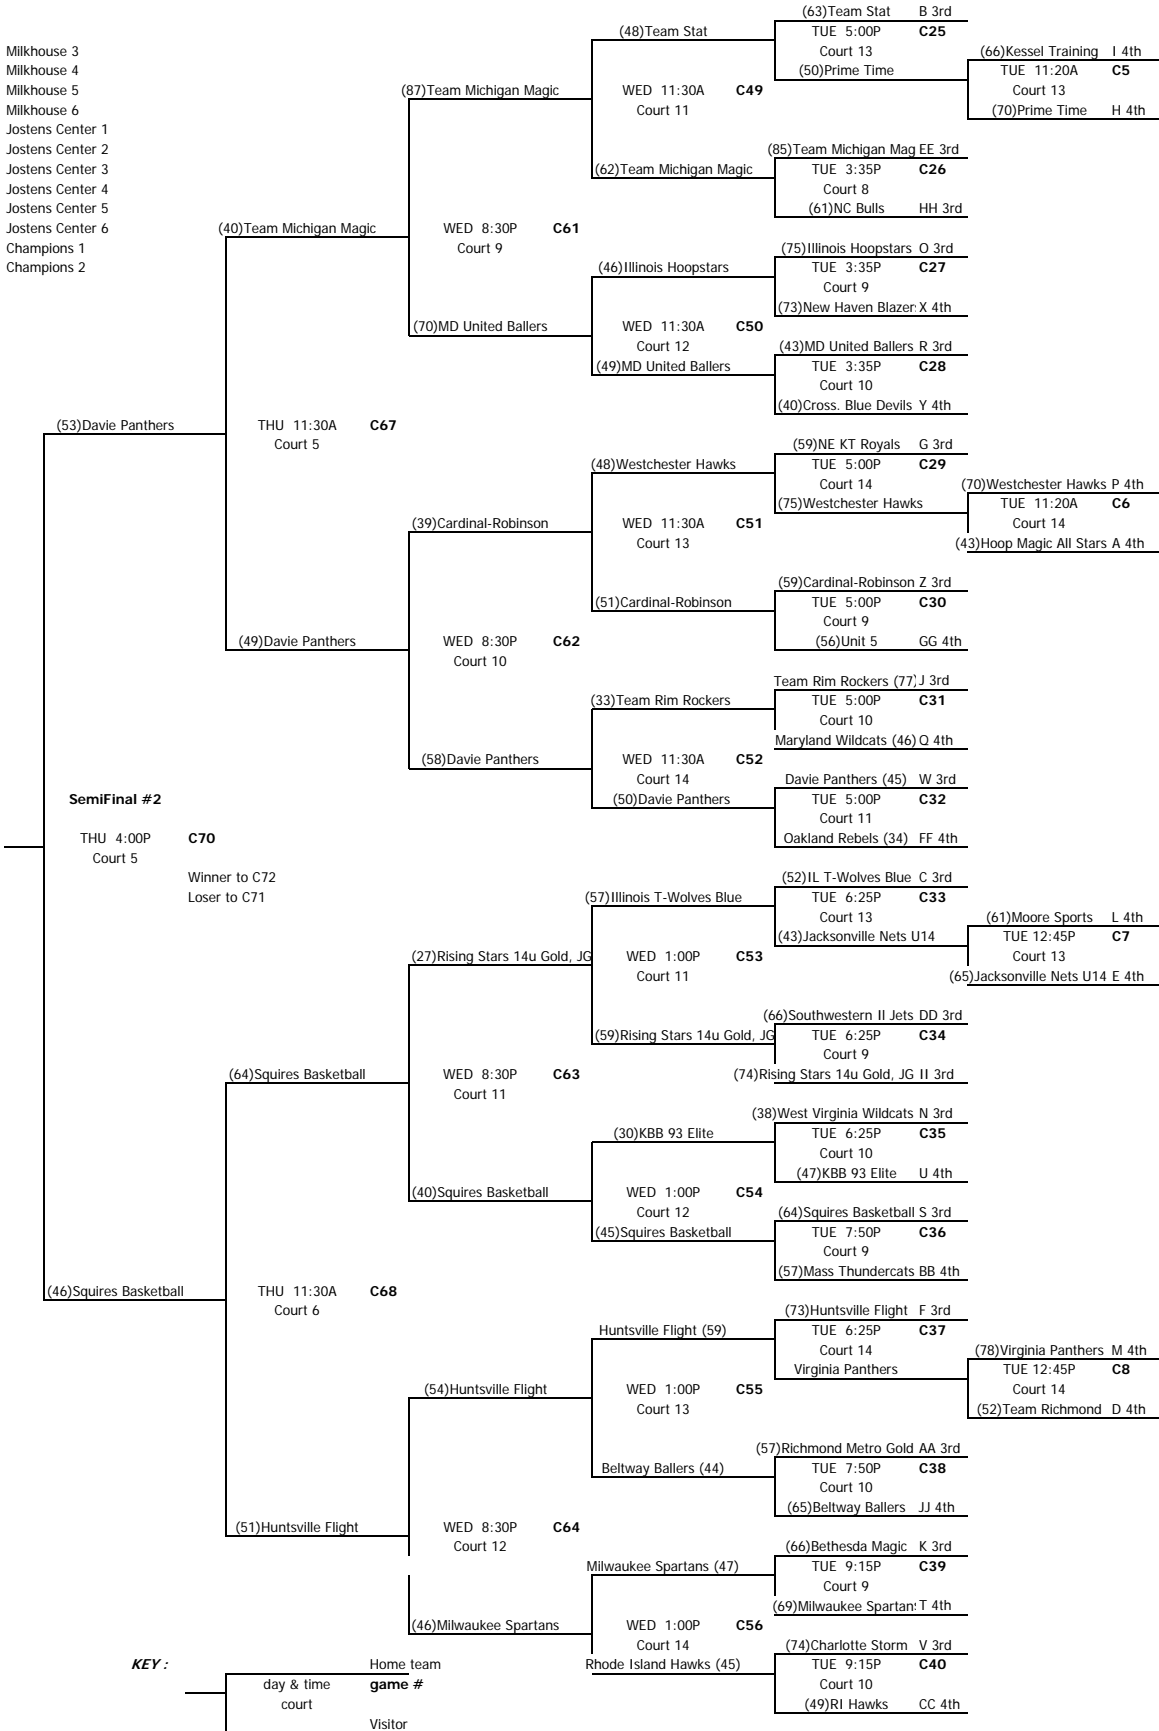 (63)Team Stat B 3rd
(48)Team Stat TUE 5:00P C25
Milkhouse 3 Court 13 (66)Kessel Training I 4th
Milkhouse 4 (50)Prime Time TUE 11:20A C5
Milkhouse 5 (87)Team Michigan Magic WED 11:30A C49 Court 13
Milkhouse 6 Court 11 (70)Prime Time H 4th
Jostens Center 1
Jostens Center 2 (85)Team Michigan Mag EE 3rd
Jostens Center 3 (62)Team Michigan Magic TUE 3:35P C26
Jostens Center 4 Court 8
Jostens Center 5 (61)NC Bulls HH 3rd
Jostens Center 6 (40)Team Michigan Magic WED 8:30P C61
Champions 1 Court 9 (75)Illinois Hoopstars O 3rd
Champions 2 (46)Illinois Hoopstars TUE 3:35P C27
Court 9
(73)New Haven Blazer X 4th
(70)MD United Ballers WED 11:30A C50
Court 12 (43)MD United Ballers R 3rd
(49)MD United Ballers TUE 3:35P C28
Court 10
(40)Cross. Blue Devils Y 4th
(53)Davie Panthers THU 11:30A C67
Court 5 (59)NE KT Royals G 3rd
(48)Westchester Hawks TUE 5:00P C29
Court 14 (70)Westchester Hawks P 4th
(75)Westchester Hawks TUE 11:20A C6
(39)Cardinal-Robinson WED 11:30A C51 Court 14
Court 13 (43)Hoop Magic All Stars A 4th
(59)Cardinal-Robinson Z 3rd
(51)Cardinal-Robinson TUE 5:00P C30
Court 9
(49)Davie Panthers WED 8:30P C62 (56)Unit 5 GG 4th
Court 10
Team Rim Rockers (77) J 3rd
(33)Team Rim Rockers TUE 5:00P C31
Court 10
Maryland Wildcats (46) Q 4th
(58)Davie Panthers WED 11:30A C52
Court 14 Davie Panthers (45) W 3rd
SemiFinal #2 (50)Davie Panthers TUE 5:00P C32
Court 11
THU 4:00P C70 Oakland Rebels (34) FF 4th
Court 5
Winner to C72 (52)IL T-Wolves Blue C 3rd
Loser to C71 (57)Illinois T-Wolves Blue TUE 6:25P C33
Court 13 (61)Moore Sports L 4th
(43)Jacksonville Nets U14 TUE 12:45P C7
(27)Rising Stars 14u Gold, JG WED 1:00P C53 Court 13
Court 11 (65)Jacksonville Nets U14 E 4th
(66)Southwestern Il Jets DD 3rd
(59)Rising Stars 14u Gold, JG TUE 6:25P C34
Court 9
(64)Squires Basketball WED 8:30P C63 (74)Rising Stars 14u Gold, JG II 3rd
Court 11
(38)West Virginia Wildcats N 3rd
(30)KBB 93 Elite TUE 6:25P C35
Court 10
(47)KBB 93 Elite U 4th
(40)Squires Basketball WED 1:00P C54
Court 12 (64)Squires Basketball S 3rd
(45)Squires Basketball TUE 7:50P C36
Court 9
(57)Mass Thundercats BB 4th
(46)Squires Basketball THU 11:30A C68
Court 6 (73)Huntsville Flight F 3rd
Huntsville Flight (59) TUE 6:25P C37
Court 14 (78)Virginia Panthers M 4th
Virginia Panthers TUE 12:45P C8
(54)Huntsville Flight WED 1:00P C55 Court 14
Court 13 (52)Team Richmond D 4th
(57)Richmond Metro Gold AA 3rd
Beltway Ballers (44) TUE 7:50P C38
Court 10
(65)Beltway Ballers JJ 4th
(51)Huntsville Flight WED 8:30P C64
Court 12 (66)Bethesda Magic K 3rd
Milwaukee Spartans (47) TUE 9:15P C39
Court 9
(69)Milwaukee Spartan T 4th
(46)Milwaukee Spartans WED 1:00P C56
Court 14 (74)Charlotte Storm V 3rd
KEY : Home team Rhode Island Hawks (45) TUE 9:15P C40
day & time game # Court 10
court (49)RI Hawks CC 4th
Visitor